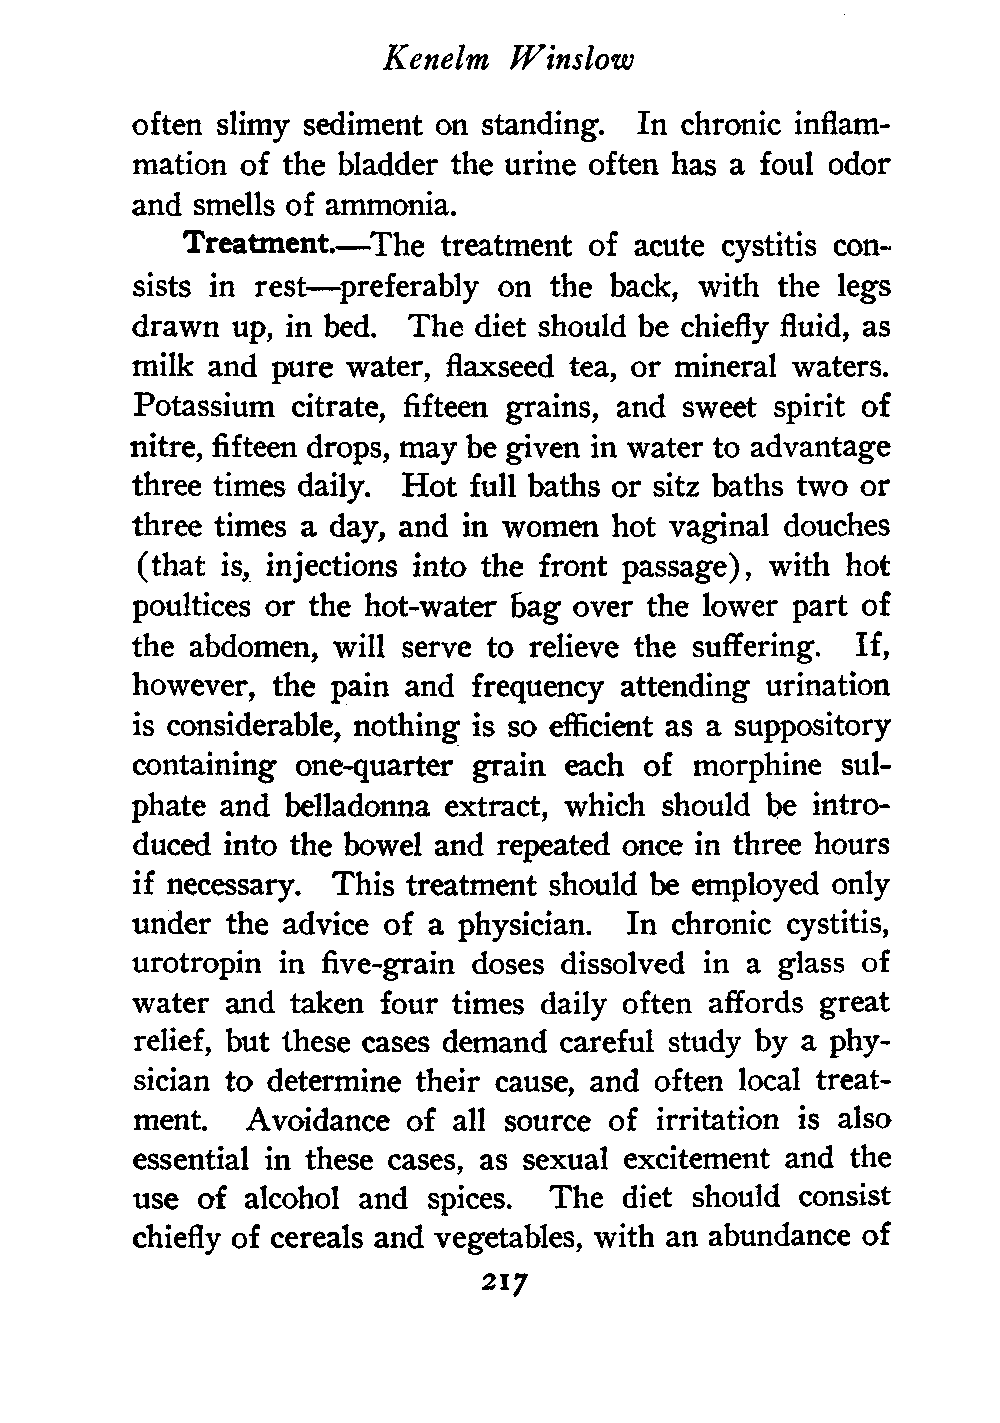 Kenelm Winslow
often slimy sediment on standing. In chronic inflam-
mation of the bladder the urine often has a foul odor
and smells of ammonia.
Treatment.—The treatment of acute cystitis con-
sists in rest—preferably on the back, with the legs
drawn up, in bed. The diet should be chiefly fluid, as
milk and pure water, flaxseed tea, or mineral waters.
Potassium citrate, fifteen grains, and sweet spirit of
nitre, fifteen drops, may be given in water to advantage
three times daily. Hot full baths or sitz baths two or
three times a day, and in women hot vaginal douches
(that is, injections into the front passage), with hot
poultices or the hot-water bag over the lower part of
the abdomen, will serve to relieve the suffering. If,
however, the pain and frequency attending urination
is considerable, nothing is so efficient as a suppository
containing one-quarter grain each of morphine sul-
phate and belladonna extract, which should be intro-
duced into the bowel and repeated once in three hours
if necessary. This treatment should be employed only
under the advice of a physician. In chronic cystitis,
urotropin in five-grain doses dissolved in a glass of
water and taken four times daily often affords great
relief, but these cases demand careful study by a phy-
sician to determine their cause, and often local treat-
ment. Avoidance of all source of irritation is also
essential in these cases, as sexual excitement and the
use of alcohol and spices. The diet should consist
chiefly of cereals and vegetables, with an abundance of
217